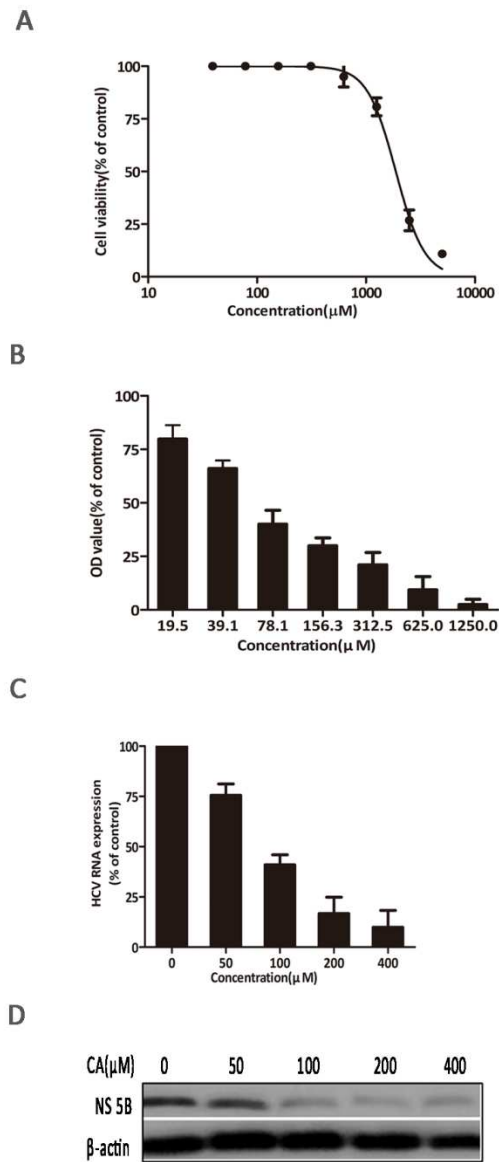 A
Cell viability(% of control)
100
75
50
25
0
10 100 1000 10000
Concentration(μM)
B
OD value(% of control)
100
75
50
25
0
19.5 39.1 78.1 156.3 312.5 625.0 1250.0
Concentration(μ M)
C
HCV RNA expression
(% of control)
100
75
50
25
0
0 50 100 200 400
Concentration(μ M)
D
CA(μM) 0 50 100 200 400
NS 5B
β-actin